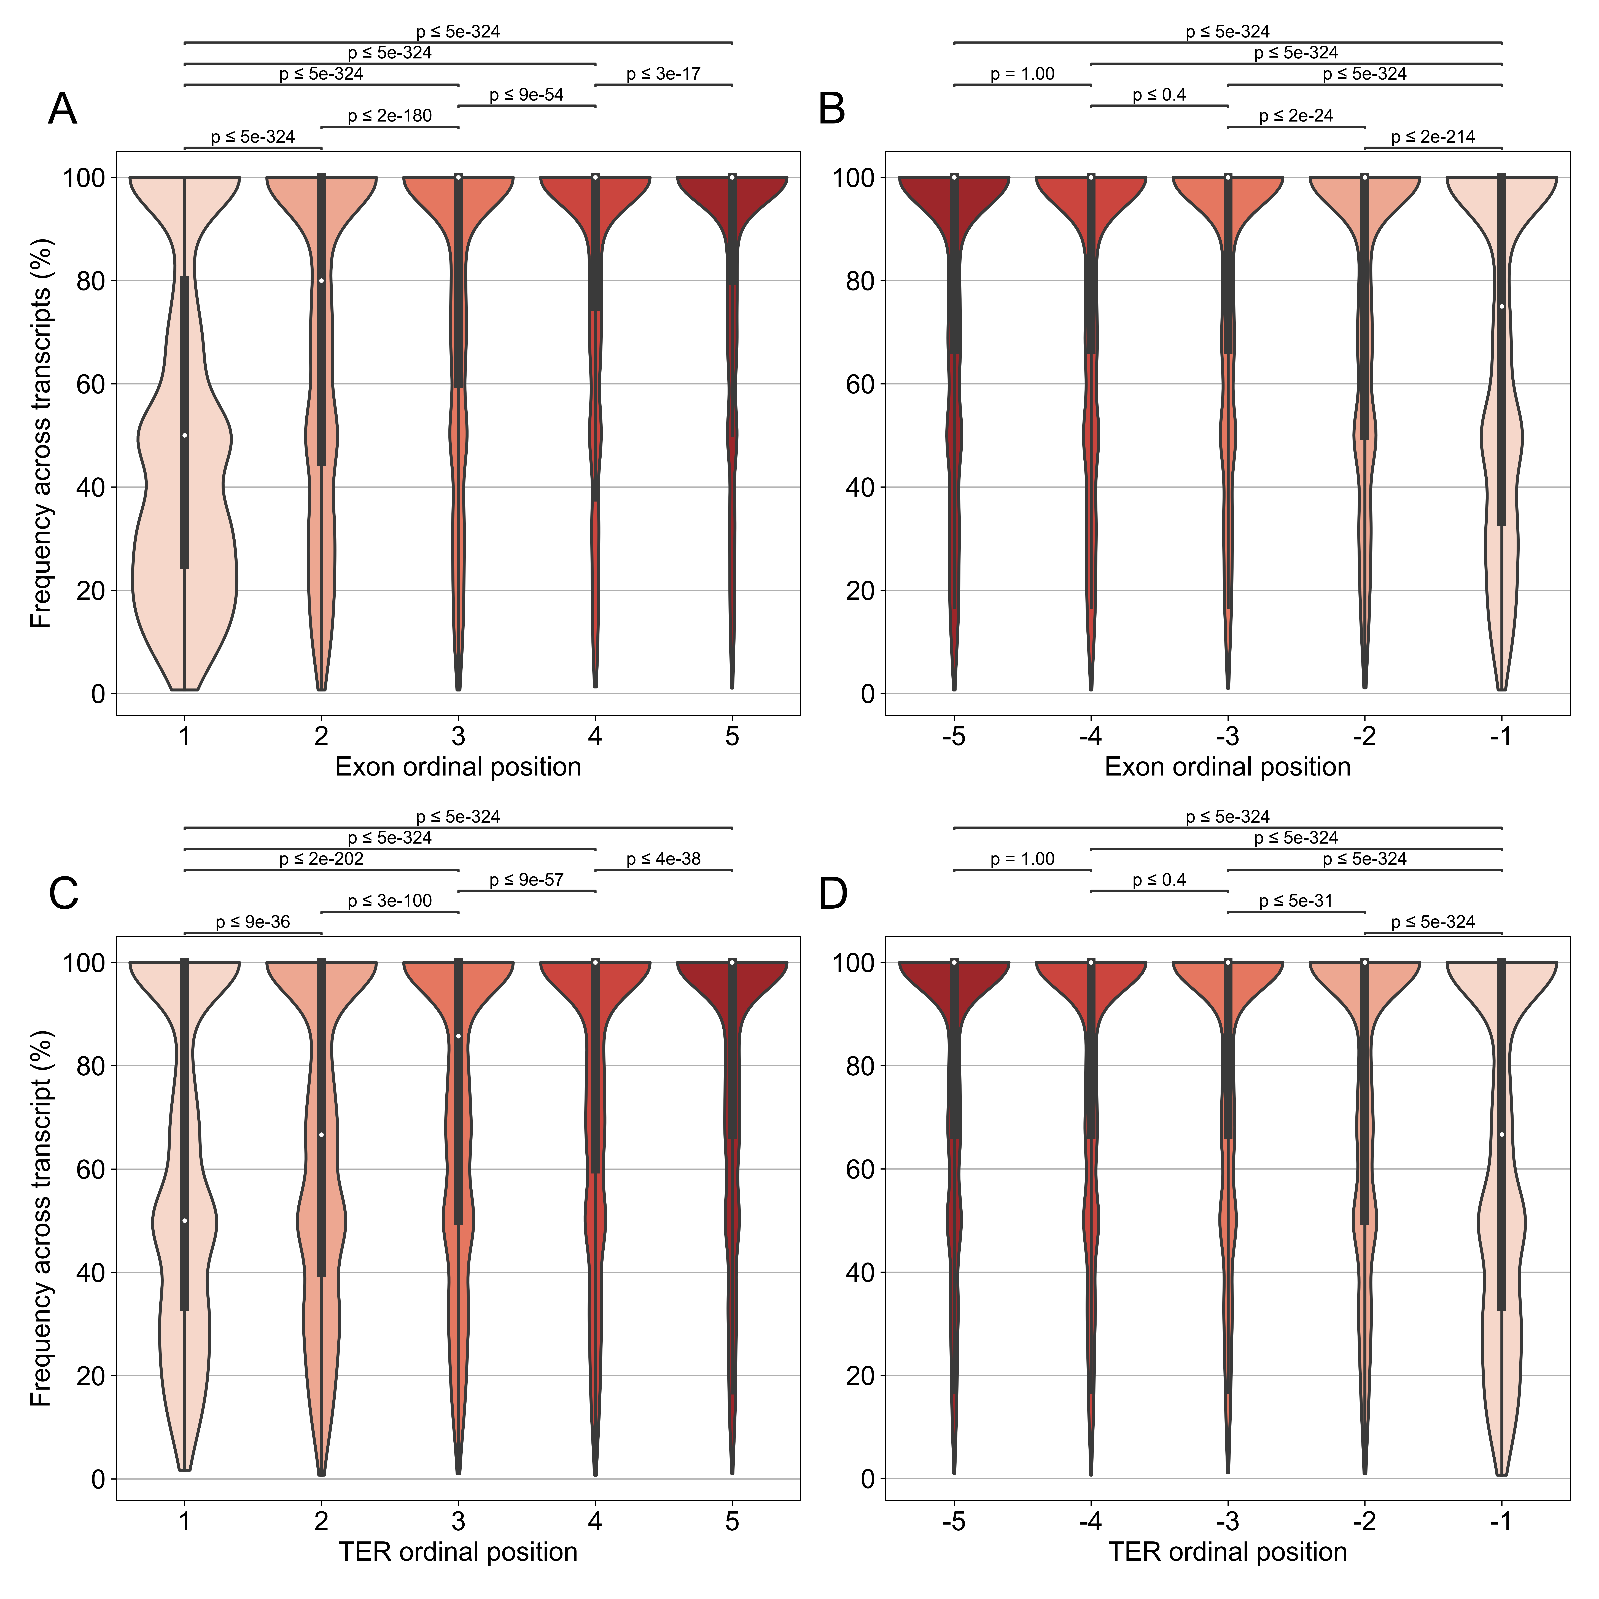 p ≤ 5e-324
p ≤ 5e-324
p ≤ 5e-324
p ≤ 3e-17
p ≤ 9e-54
p ≤ 2e-180
p ≤ 5e-324
A
100
80
60
40
20
0
Frequency across transcripts (%)
1 2 3 4 5
Exon ordinal position
p ≤ 5e-324
p ≤ 5e-324
p = 1.00
p ≤ 5e-324
p ≤ 0.4
p ≤ 2e-24
p ≤ 2e-214
B
100
80
60
40
20
0
-5 -4 -3 -2 -1
Exon ordinal position
p ≤ 5e-324
p ≤ 5e-324
p ≤ 2e-202
p ≤ 4e-38
p ≤ 9e-57
p ≤ 3e-100
p ≤ 9e-36
C
100
80
60
40
20
0
Frequency across transcript (%)
1 2 3 4 5
TER ordinal position
p ≤ 5e-324
p ≤ 5e-324
p = 1.00
p ≤ 5e-324
p ≤ 0.4
p ≤ 5e-31
p ≤ 5e-324
D
100
80
60
40
20
0
-5 -4 -3 -2 -1
TER ordinal position